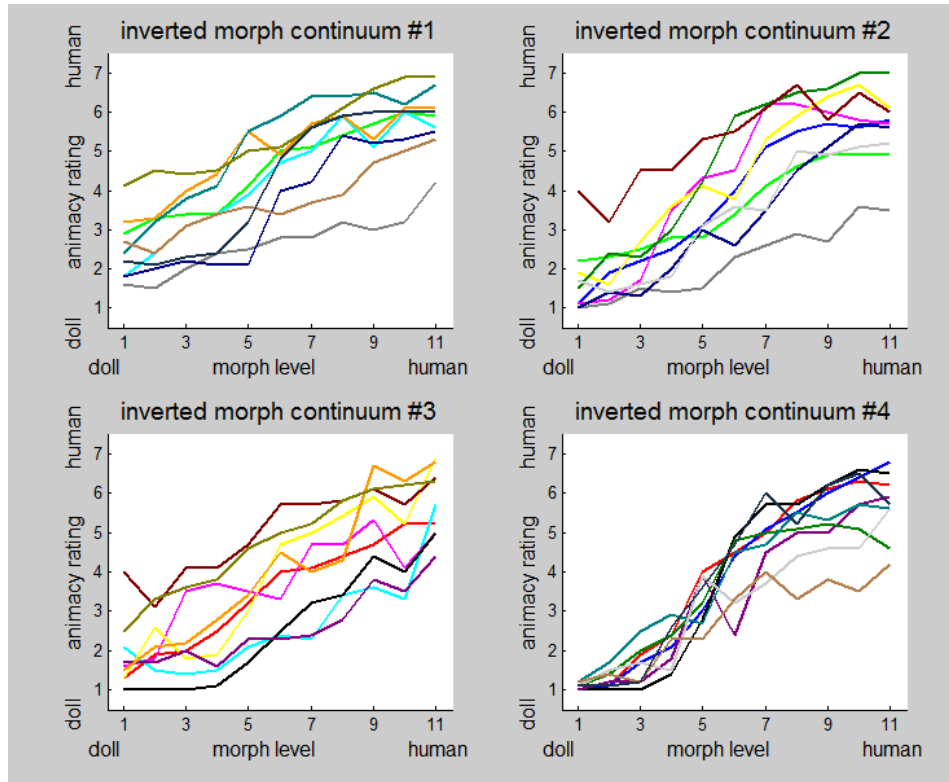 inverted morph continuum #1
human
animacy rating
doll
7
6
5
4
3
2
1
1 3 5 7 9 11
doll morph level human
inverted morph continuum #2
human
animacy rating
doll
7
6
5
4
3
2
1
1 3 5 7 9 11
doll morph level human
inverted morph continuum #3
human
animacy rating
doll
7
6
5
4
3
2
1
1 3 5 7 9 11
doll morph level human
inverted morph continuum #4
human
animacy rating
doll
7
6
5
4
3
2
1
1 3 5 7 9 11
doll morph level human